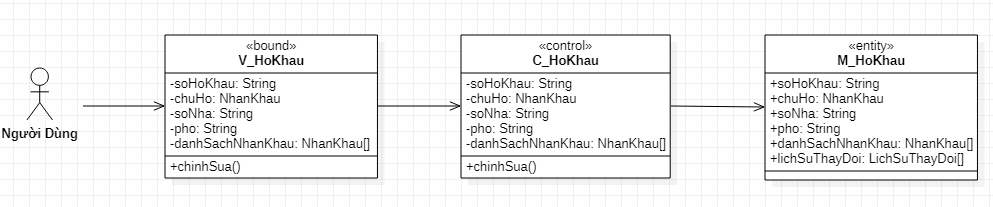 Người Dùng
«bound»
V_HoKhau
-soHoKhau: String
-chuHo: NhanKhau
-soNha: String
-pho: String
-danhSachNhanKhau: NhanKhau[]
+chinhSua()
«control»
C_HoKhau
-soHoKhau: String
-chuHo: NhanKhau
-soNha: String
-pho: String
-danhSachNhanKhau: NhanKhau[]
+chinhSua()
«entity»
M_HoKhau
+soHoKhau: String
+chuHo: NhanKhau
+soNha: String
+pho: String
+danhSachNhanKhau: NhanKhau[]
+lichSuThayDoi: LichSuThayDoi[]